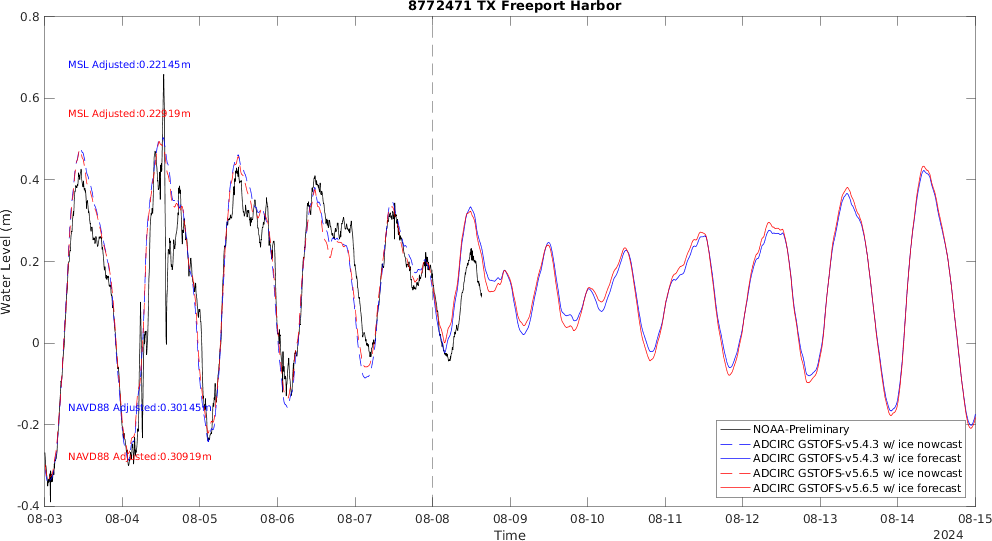 8772471 TX Freeport Harbor
0.8
0.6
0.4
0.2
0
-0.2
-0.4
Water Level (m)
MSL Adjusted:0.22145m
MSL Adjusted:0.22919m
NAVD88 Adjusted:0.30145m
NAVD88 Adjusted:0.30919m
NOAA-Preliminary
ADCIRC GSTOFS-v5.4.3 w/ ice nowcast
ADCIRC GSTOFS-v5.4.3 w/ ice forecast
ADCIRC GSTOFS-v5.6.5 w/ ice nowcast
ADCIRC GSTOFS-v5.6.5 w/ ice forecast
08-03 08-04 08-05 08-06 08-07 08-08 08-09 08-10 08-11 08-12 08-13 08-14 08-15
Time
2024